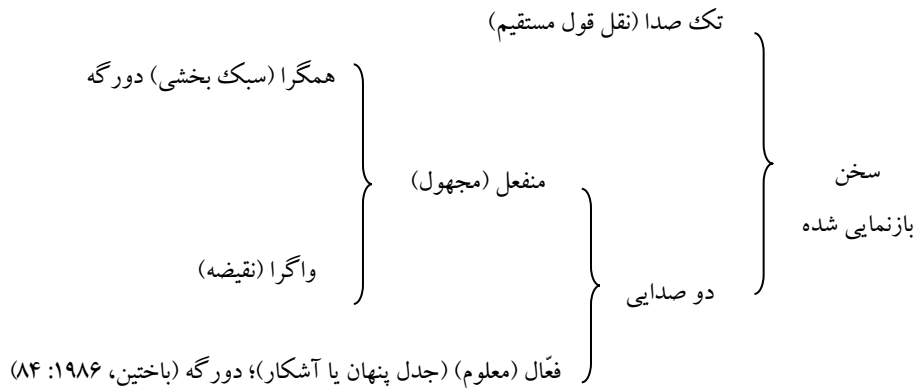 تک صدا (نقل قول مستقیم)
همگرا (سبک بخشی) دورگه
سخن
بازنمایی شده
منفعل (مجهول)
واگرا (نقیضه)
دو صدایی
فعّال (معلوم) (جدل پنهان یا آشکار)؛ دورگه (باختین، ۱۹۸۶: ۸۴)